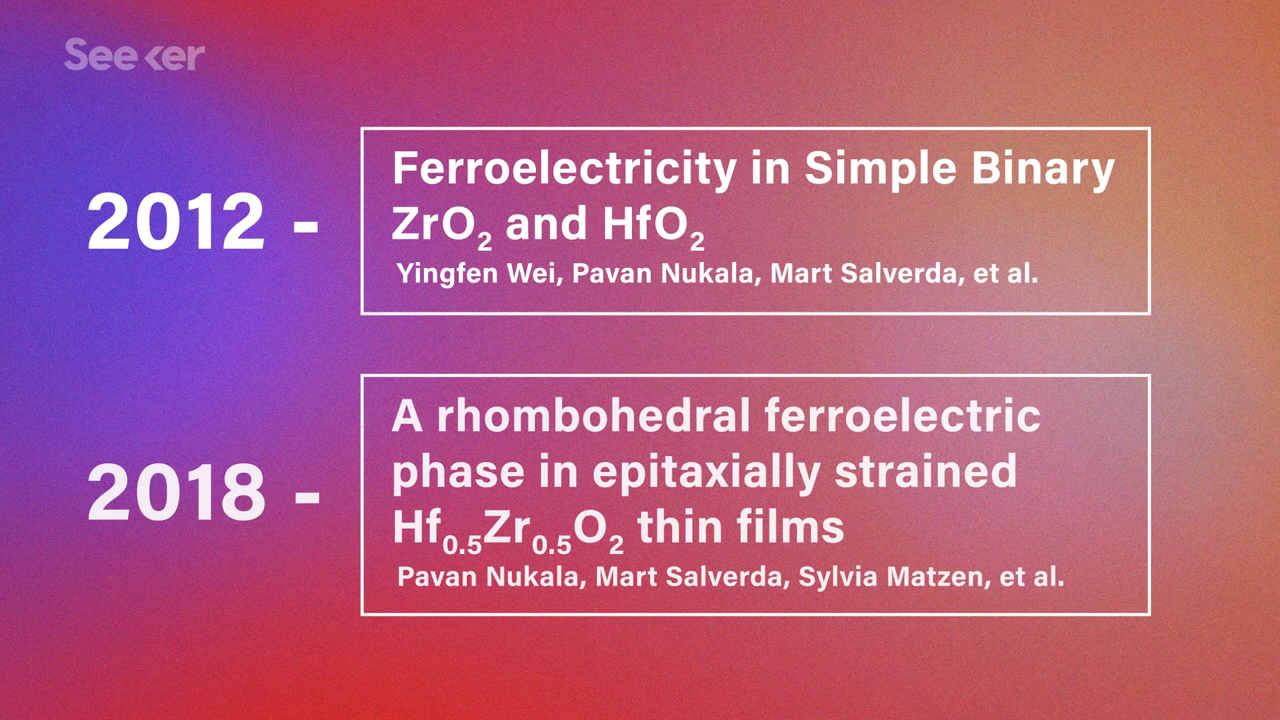 Seeker
2012 -
Ferroelectricity in Simple Binary
ZrO₂ and HfO₂
Yingfen Wei, Pavan Nukala, Mart Salverda, et al.
2018 -
A rhombohedral ferroelectric
phase in epitaxially strained
Hf₀.₅Zr₀.₅O₂ thin films
Pavan Nukala, Mart Salverda, Sylvia Matzen, et al.